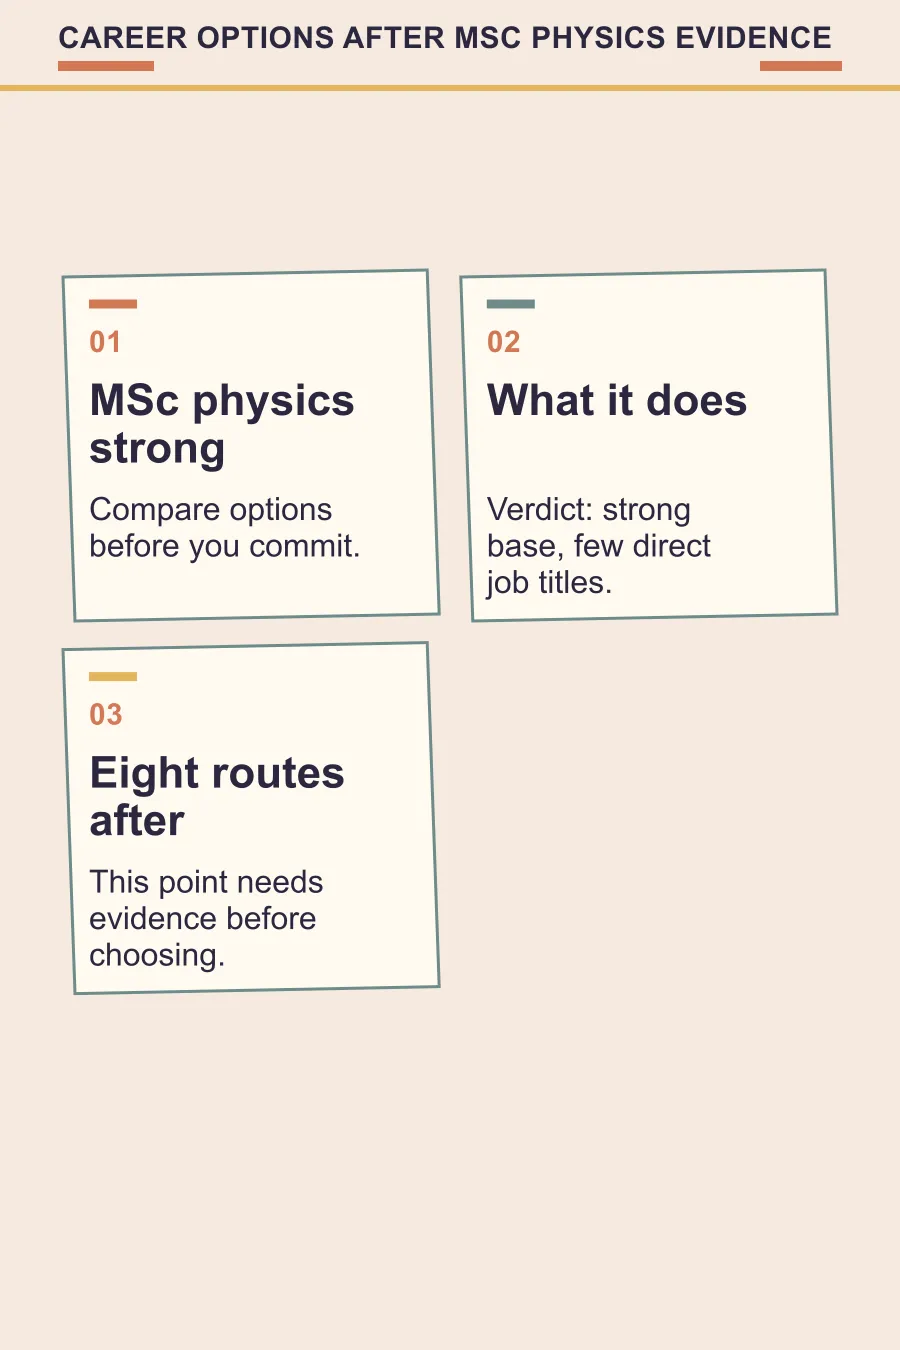 CAREER OPTIONS AFTER MSC PHYSICS EVIDENCE
01
MSc physics
strong
Compare options
before you commit.
02
What it does
Verdict: strong
base, few direct
job titles.
03
Eight routes
after
This point needs
evidence before
choosing.